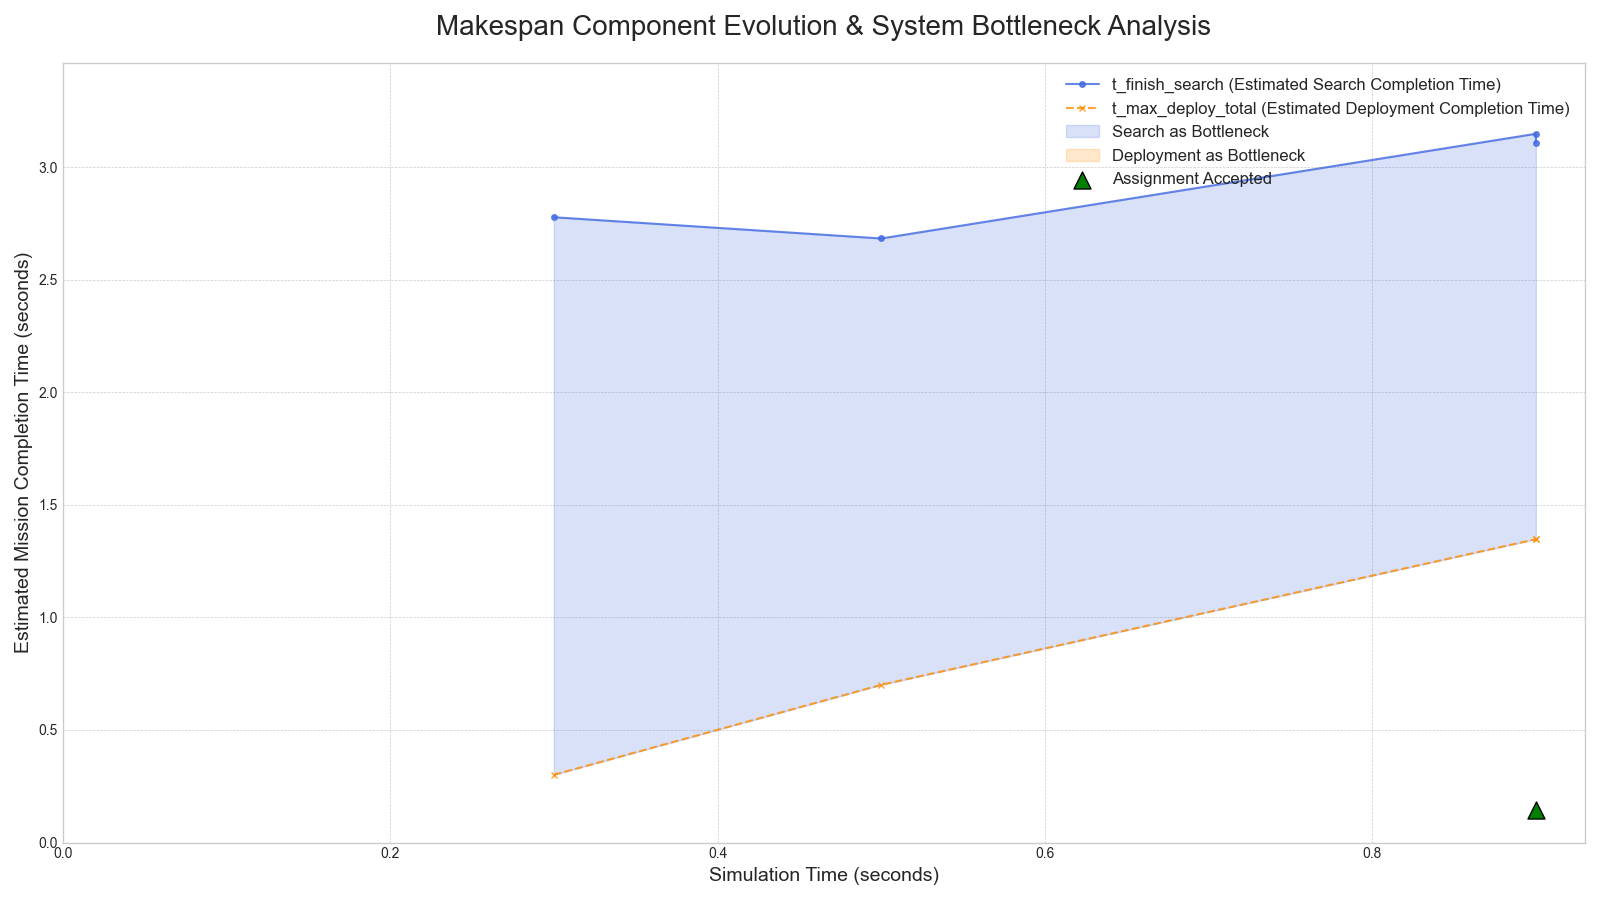 Makespan Component Evolution & System Bottleneck Analysis
t_finish_search (Estimated Search Completion Time)
t_max_deploy_total (Estimated Deployment Completion Time)
Search as Bottleneck
Deployment as Bottleneck
Assignment Accepted
Estimated Mission Completion Time (seconds)
3.0
2.5
2.0
1.5
1.0
0.5
0.0
0.0 0.2 0.4 0.6 0.8
Simulation Time (seconds)